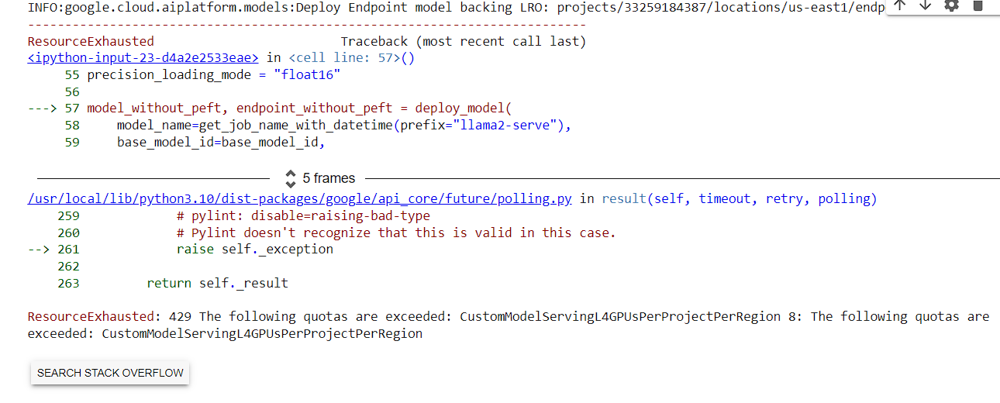 INFO:google.cloud.aiplatform.models:Deploy Endpoint model backing LRO: projects/33259184387/locations/us-east1/endp
----------------------------------------------------------------------
ResourceExhausted                         Traceback (most recent call last)
<ipython-input-23-d4a2e2533eae> in <cell line: 57>()
     55 precision_loading_mode = "float16"
     56
---> 57 model_without_peft, endpoint_without_peft = deploy_model(
     58     model_name=get_job_name_with_datetime(prefix="llama2-serve"),
     59     base_model_id=base_model_id,
5 frames
/usr/local/lib/python3.10/dist-packages/google/api_core/future/polling.py in result(self, timeout, retry, polling)
    259             # pylint: disable=raising-bad-type
    260             # Pylint doesn't recognize that this is valid in this case.
--> 261             raise self._exception
    262
    263         return self._result
ResourceExhausted: 429 The following quotas are exceeded: CustomModelServingL4GPUsPerProjectPerRegion 8: The following quotas are
exceeded: CustomModelServingL4GPUsPerProjectPerRegion
SEARCH STACK OVERFLOW